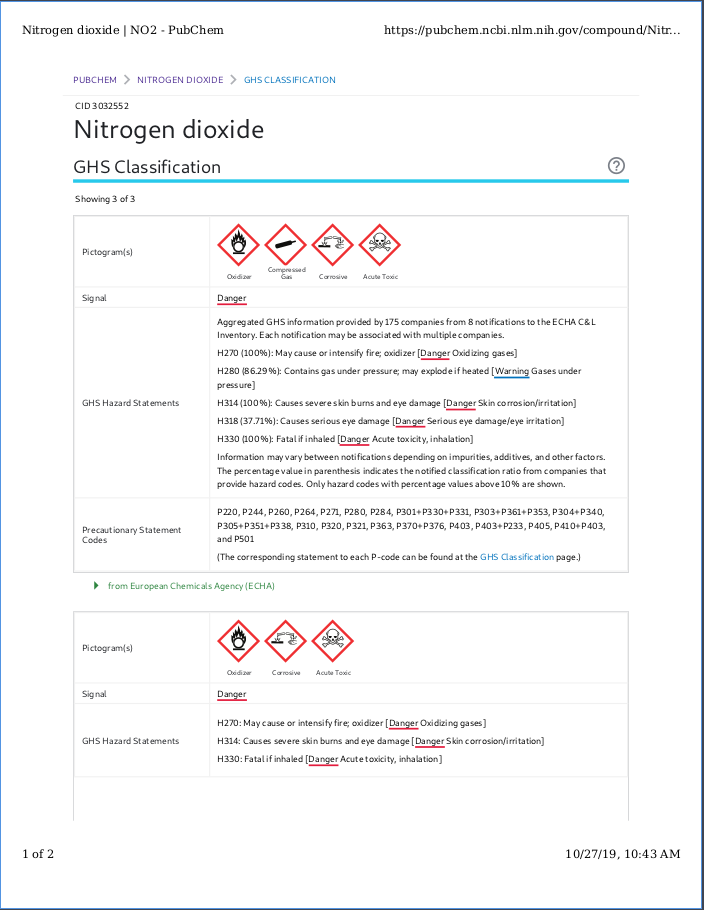 Nitrogen dioxide | NO2 - PubChem
https://pubchem.ncbi.nlm.nih.gov/compound/Nitr...
PUBCHEM > NITROGEN DIOXIDE > GHS CLASSIFICATION
CID 3032552
Nitrogen dioxide
GHS Classification
?
Showing 3 of 3
Pictogram(s)
Oxidizer
Compressed
Gas
Corrosive
Acute Toxic
Signal
Danger
GHS Hazard Statements
Aggregated GHS information provided by 175 companies from 8 notifications to the ECHA C&L
Inventory. Each notification may be associated with multiple companies.
H270 (100%): May cause or intensify fire; oxidizer [Danger Oxidizing gases]
H280 (86.29%): Contains gas under pressure; may explode if heated [Warning Gases under
pressure]
H314 (100%): Causes severe skin burns and eye damage [Danger Skin corrosion/irritation]
H318 (37.71%): Causes serious eye damage [Danger Serious eye damage/eye irritation]
H330 (100%): Fatal if inhaled [Danger Acute toxicity, inhalation]
Information may vary between notifications depending on impurities, additives, and other factors.
The percentage value in parenthesis indicates the notified classification ratio from companies that
provide hazard codes. Only hazard codes with percentage values above 10% are shown.
Precautionary Statement
Codes
P220, P244, P260, P264, P271, P280, P284, P301+P330+P331, P303+P361+P353, P304+P340,
P305+P351+P338, P310, P320, P321, P363, P370+P376, P403, P403+P233, P405, P410+P403,
and P501
(The corresponding statement to each P-code can be found at the GHS Classification page.)
from European Chemicals Agency (ECHA)
Pictogram(s)
Oxidizer
Corrosive
Acute Toxic
Signal
Danger
GHS Hazard Statements
H270: May cause or intensify fire; oxidizer [Danger Oxidizing gases]
H314: Causes severe skin burns and eye damage [Danger Skin corrosion/irritation]
H330: Fatal if inhaled [Danger Acute toxicity, inhalation]
1 of 2
10/27/19, 10:43 AM